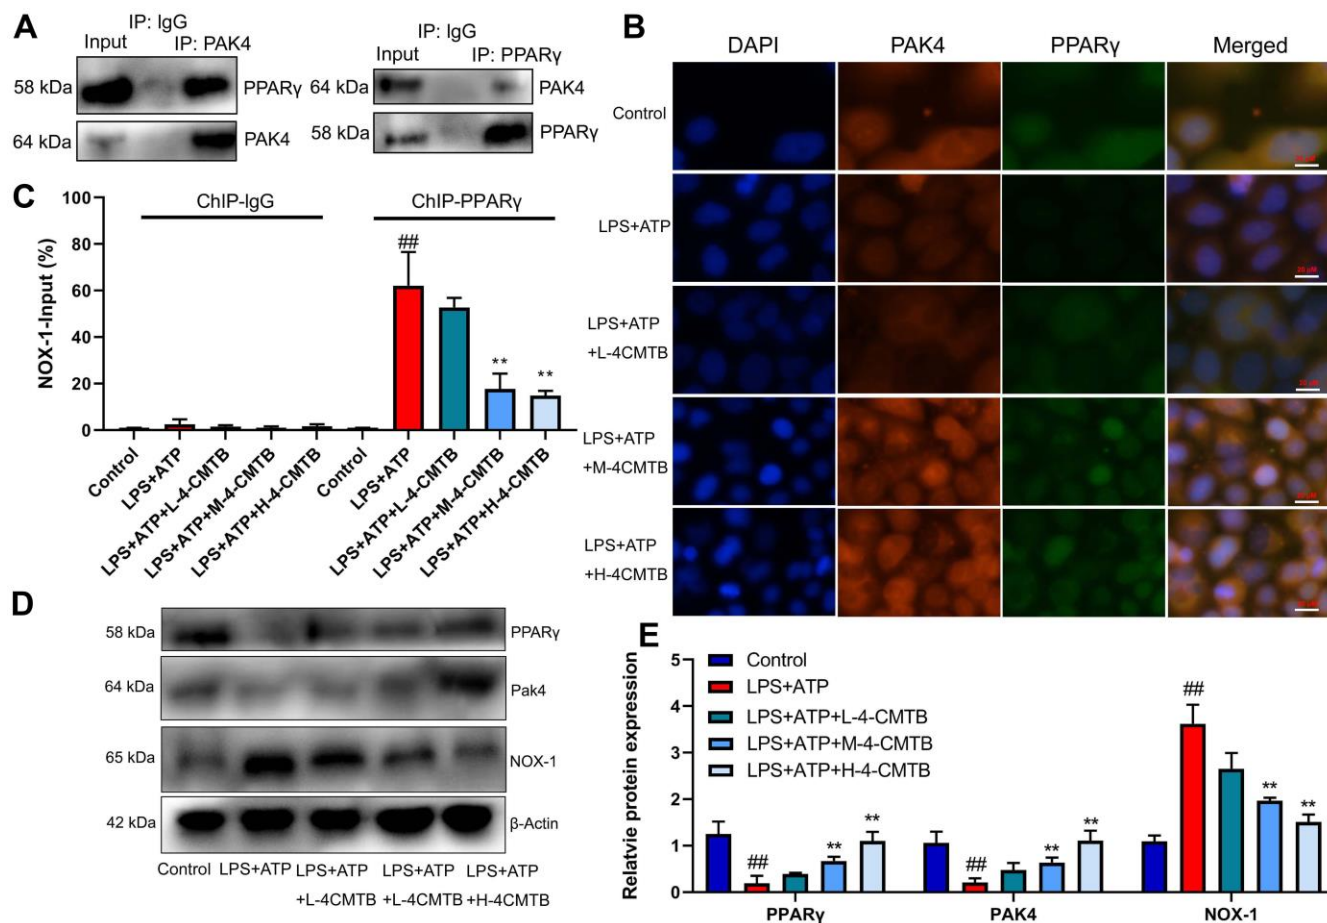 A
IP: IgG
Input
IP: PAK4
58 kDa
PPARγ
64 kDa
PAK4
IP: IgG
Input
IP: PPARγ
64 kDa
PAK4
58 kDa
PPARγ
B
DAPI
PAK4
PPARγ
Merged
Control
LPS+ATP
LPS+ATP
+L-4CMTB
LPS+ATP
+M-4CMTB
LPS+ATP
+H-4CMTB
C
ChIP-IgG
ChIP-PPARγ
NOX-1-Input (%)
100
80
60
40
20
0
##
**
**
Control
LPS+ATP
LPS+ATP+L-4-CMTB
LPS+ATP+M-4-CMTB
LPS+ATP+H-4-CMTB
Control
LPS+ATP
LPS+ATP+L-4-CMTB
LPS+ATP+M-4-CMTB
LPS+ATP+H-4-CMTB
D
58 kDa
PPARγ
64 kDa
Pak4
65 kDa
NOX-1
42 kDa
β-Actin
Control
LPS+ATP
LPS+ATP
+L-4CMTB
LPS+ATP
+L-4CMTB
LPS+ATP
+H-4CMTB
E
Relatvie protein expression
5
4
3
2
1
0
Control
LPS+ATP
LPS+ATP+L-4-CMTB
LPS+ATP+M-4-CMTB
LPS+ATP+H-4-CMTB
##
**
**
##
**
**
##
**
**
PPARγ
PAK4
NOX-1